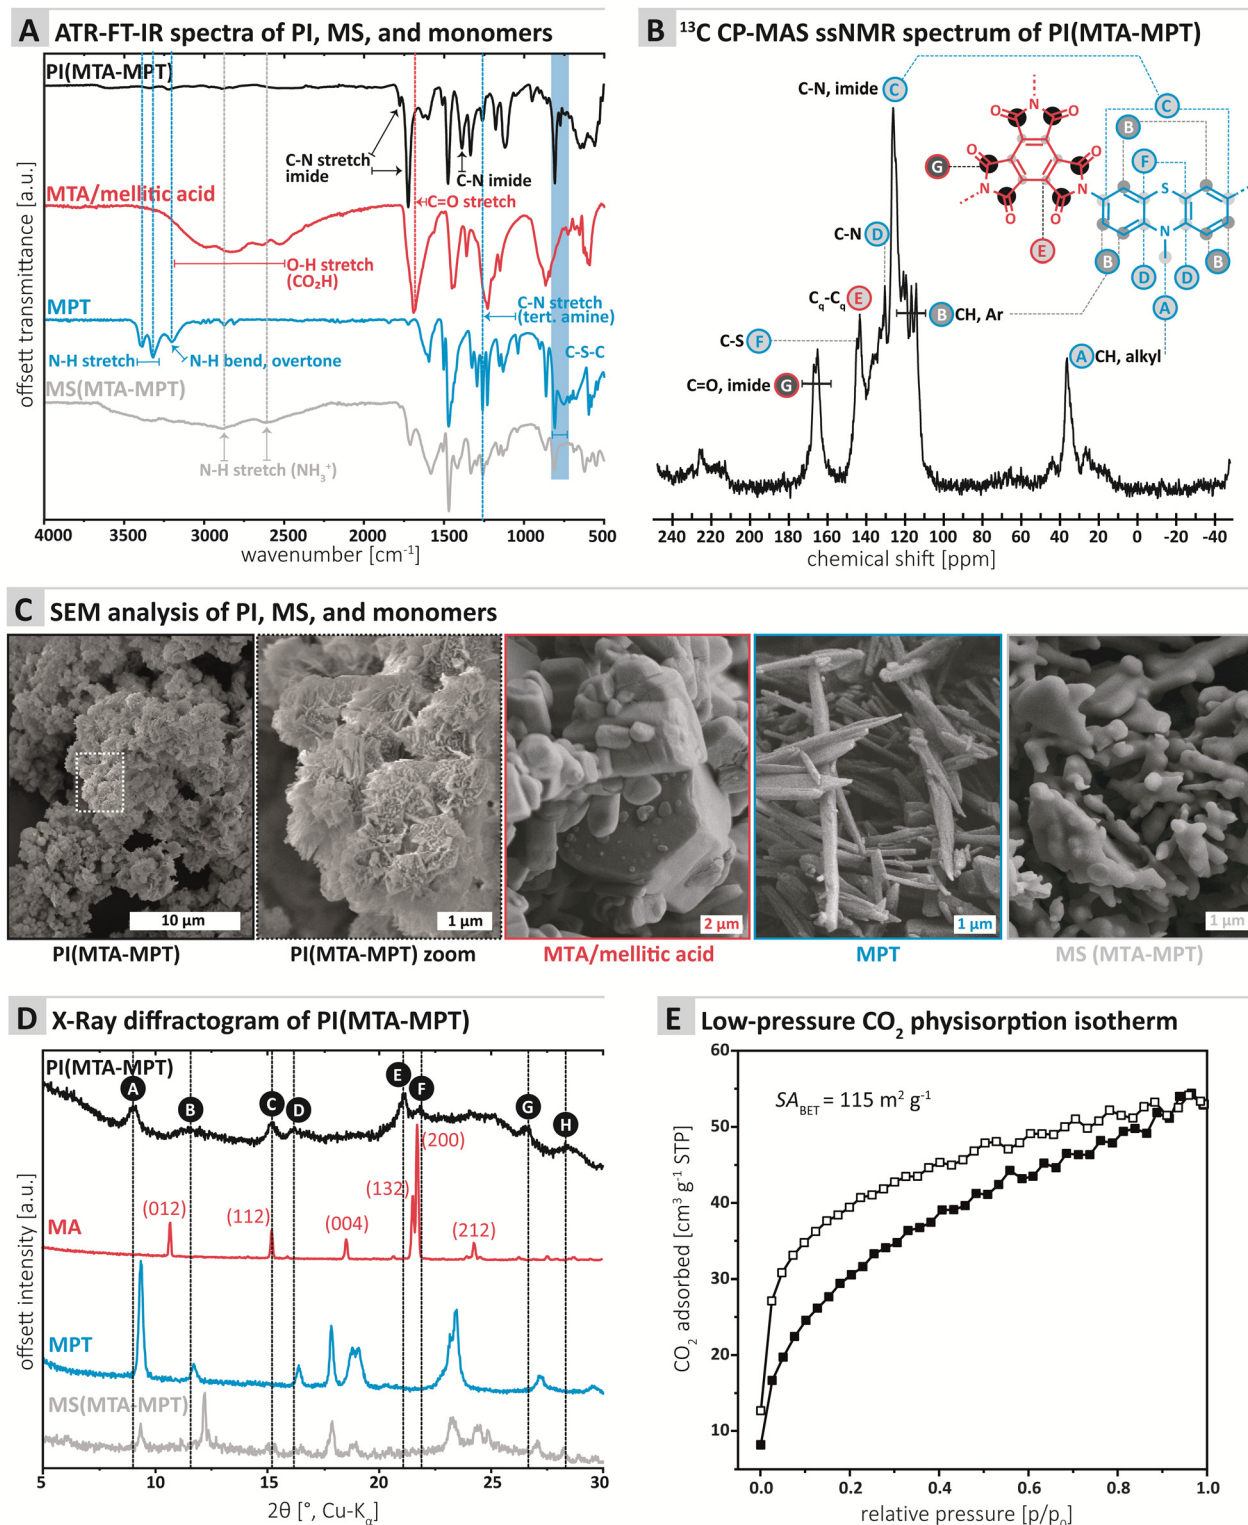 A ATR-FT-IR spectra of PI, MS, and monomers
PI(MTA-MPT)
C-N stretch
imide
C-N imide
MTA/mellitic acid
C=O stretch
O-H stretch
(CO₂H)
MPT
C-N stretch
(tert. amine)
N-H stretch
N-H bend, overtone
C-S-C
MS(MTA-MPT)
N-H stretch (NH₃⁺)
offsett transmittance [a.u.]
4000 3500 3000 2500 2000 1500 1000 500
wavenumber [cm⁻¹]
B ¹³C CP-MAS ssNMR spectrum of PI(MTA-MPT)
C-N, imide C
C-N D
Cq-Cq E
C-S F
C=O, imide G
B CH, Ar
A CH, alkyl
G
E
O
O
O
O
O
O
N
N
N
S
N
C
B
F
B
B
D
D
A
240 220 200 180 160 140 120 100 80 60 40 20 0 -20 -40
chemical shift [ppm]
C SEM analysis of PI, MS, and monomers
10 µm
1 µm
2 µm
1 µm
1 µm
PI(MTA-MPT)
PI(MTA-MPT) zoom
MTA/mellitic acid
MPT
MS (MTA-MPT)
D X-Ray diffractogram of PI(MTA-MPT)
PI(MTA-MPT)
A
B
C
D
E
F
G
H
(200)
(132)
(012)
(112)
(004)
(212)
MA
MPT
MS(MTA-MPT)
offsett intensity [a.u.]
5 10 15 20 25 30
2θ [°, Cu-Kα]
E Low-pressure CO₂ physisorption isotherm
SA_BET = 115 m² g⁻¹
60
50
40
30
20
10
CO₂ adsorbed [cm³ g⁻¹ STP]
0.0 0.2 0.4 0.6 0.8 1.0
relative pressure [p/p₀]